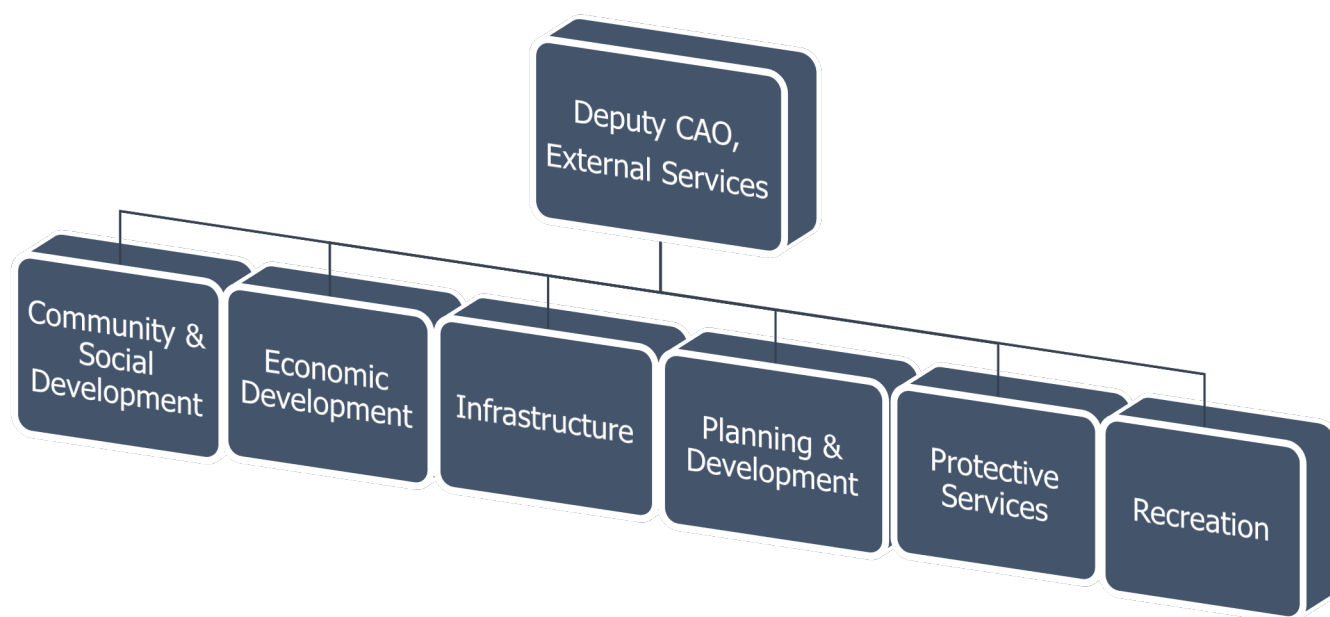 Deputy CAO,
External Services
Community &
Social
Development
Economic
Development
Infrastructure
Planning &
Development
Protective
Services
Recreation